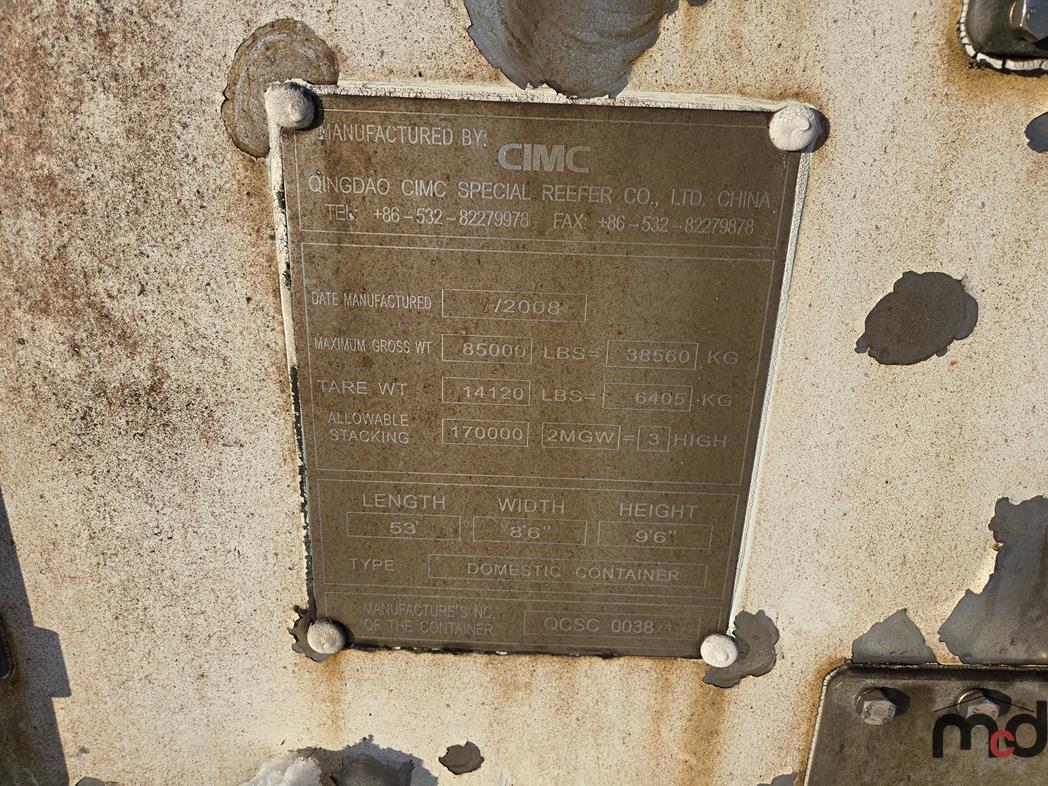 MANUFACTURED BY:
CIMC
QINGDAO CIMC SPECIAL REEFER CO., LTD. CHINA
TEL: +86-532-82279978 FAX: +86-532-82279878
DATE MANUFACTURED /2008
MAXIMUM GROSS WT 85000 LBS= 38560 KG
TARE WT 14120 LBS= 6405 KG
ALLOWABLE STACKING 170000 2MGW = 3 HIGH
LENGTH WIDTH HEIGHT
53' 8'6" 9'6"
TYPE DOMESTIC CONTAINER
MANUFACTURE'S NO.
OF THE CONTAINER QCSC 0038
mcd